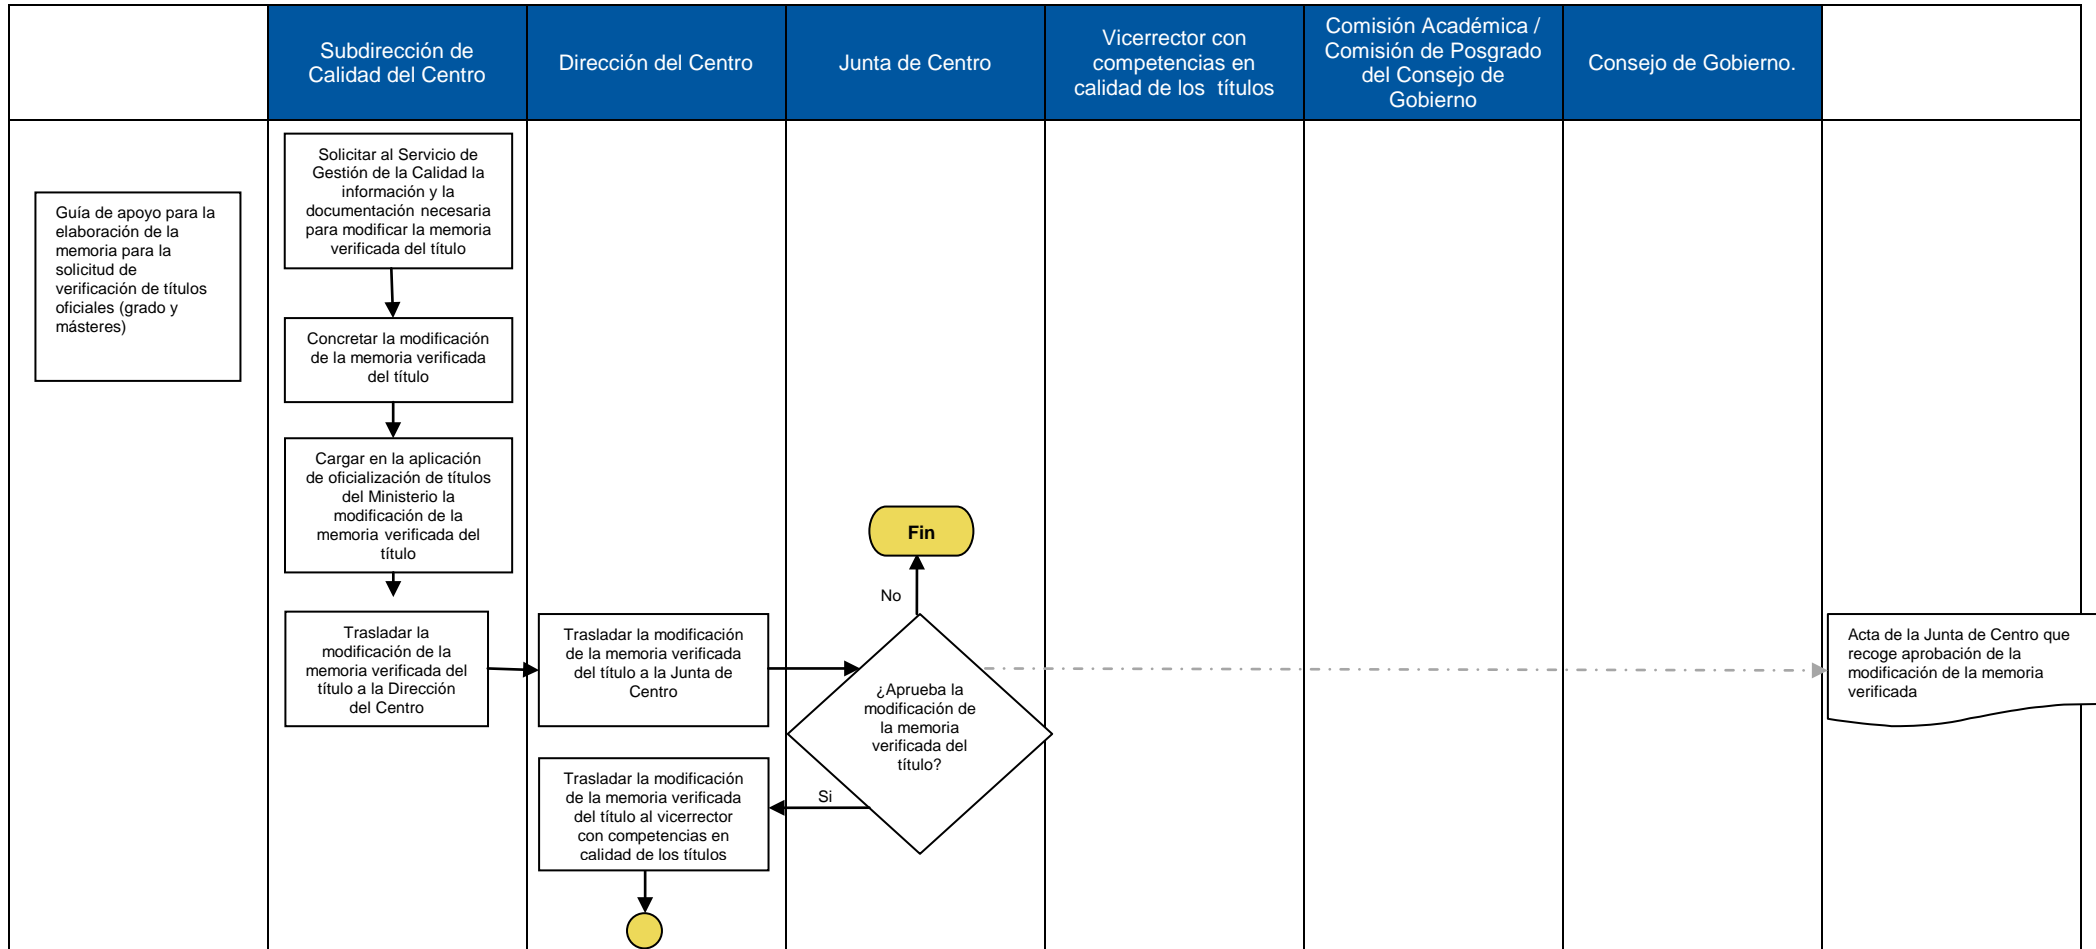 Subdirección de
Calidad del Centro
Dirección del Centro
Junta de Centro
Vicerrector con
competencias en
calidad de los títulos
Comisión Académica /
Comisión de Posgrado
del Consejo de
Gobierno
Consejo de Gobierno.
Guía de apoyo para la
elaboración de la
memoria para la
solicitud de
verificación de títulos
oficiales (grado y
másteres)
Solicitar al Servicio de
Gestión de la Calidad la
información y la
documentación necesaria
para modificar la memoria
verificada del título
Concretar la modificación
de la memoria verificada
del título
Cargar en la aplicación
de oficialización de títulos
del Ministerio la
modificación de la
memoria verificada del
título
Trasladar la
modificación de la
memoria verificada del
título a la Dirección
del Centro
Trasladar la modificación
de la memoria verificada
del título a la Junta de
Centro
Fin
No
¿Aprueba la
modificación de
la memoria
verificada del
título?
Si
Trasladar la modificación
de la memoria verificada
del título al vicerrector
con competencias en
calidad de los títulos
Acta de la Junta de Centro que
recoge aprobación de la
modificación de la memoria
verificada